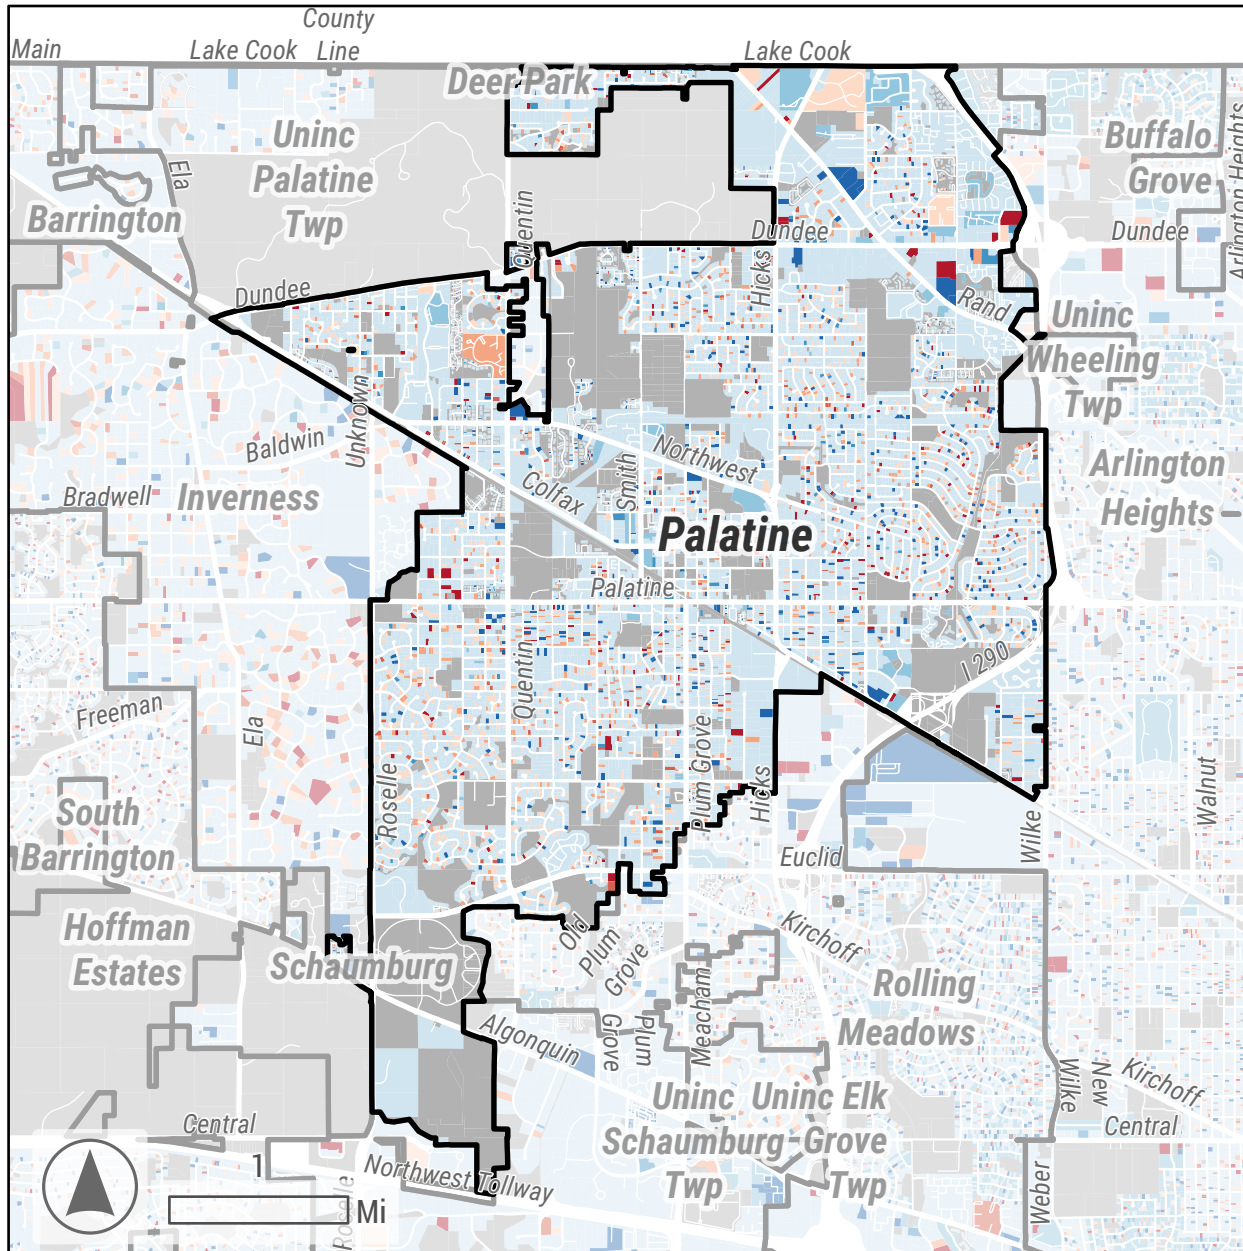 County
Main
Lake Cook
Line
Lake Cook
Deer Park
Uninc
Palatine
Twp
Buffalo
Grove
Arlington Heights
Ela
Barrington
Quentin
Dundee
Dundee
Hicks
Dundee
Rand
Uninc
Wheeling
Twp
Unknown
Baldwin
Northwest
Smith
Colfax
Arlington
Heights
Bradwell
Inverness
Palatine
Palatine
I 290
Quentin
Freeman
Ela
Plum Grove
Hicks
Roselle
Walnut
South
Barrington
Wilke
Euclid
Hoffman
Estates
Old
Plum
Grove
Kirchoff
Schaumburg
Meacham
Rolling
Meadows
Algonquin
Plum
Grove
Wilke
New
Kirchoff
Uninc
Schaumburg
Twp
Uninc Elk
Grove
Twp
Central
Central
1
Northwest Tollway
Weber
Mi